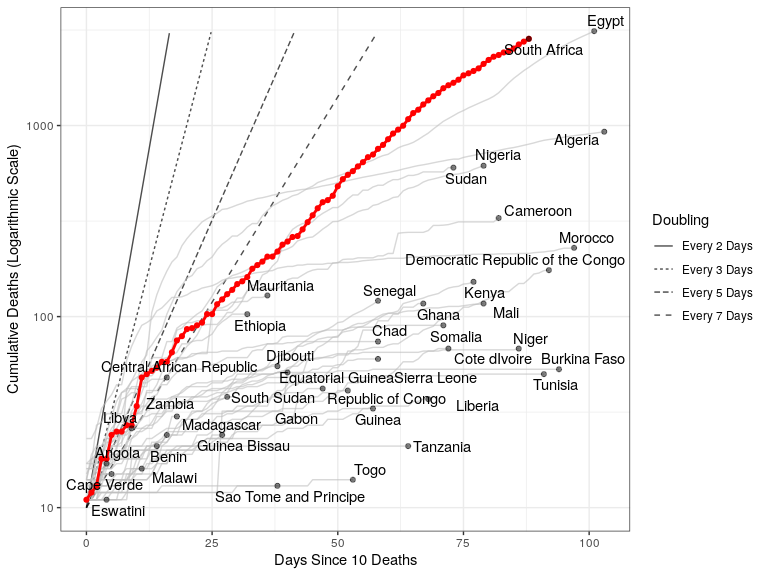 Egypt
South Africa
1000
Algeria
Nigeria
Sudan
Cameroon
Morocco
Democratic Republic of the Congo
Mauritania
Senegal
Kenya
100
Ethiopia
Ghana
Mali
Chad
Somalia
Niger
Djibouti
Cote dIvoire
Burkina Faso
Central African Republic
Equatorial Guinea
Sierra Leone
Tunisia
South Sudan
Republic of Congo
Zambia
Liberia
Libya
Madagascar
Gabon
Guinea
Angola
Benin
Guinea Bissau
Tanzania
Cape Verde
Malawi
Togo
Sao Tome and Principe
10
Eswatini
0
25
50
75
100
Days Since 10 Deaths
Cumulative Deaths (Logarithmic Scale)
Doubling
Every 2 Days
Every 3 Days
Every 5 Days
Every 7 Days